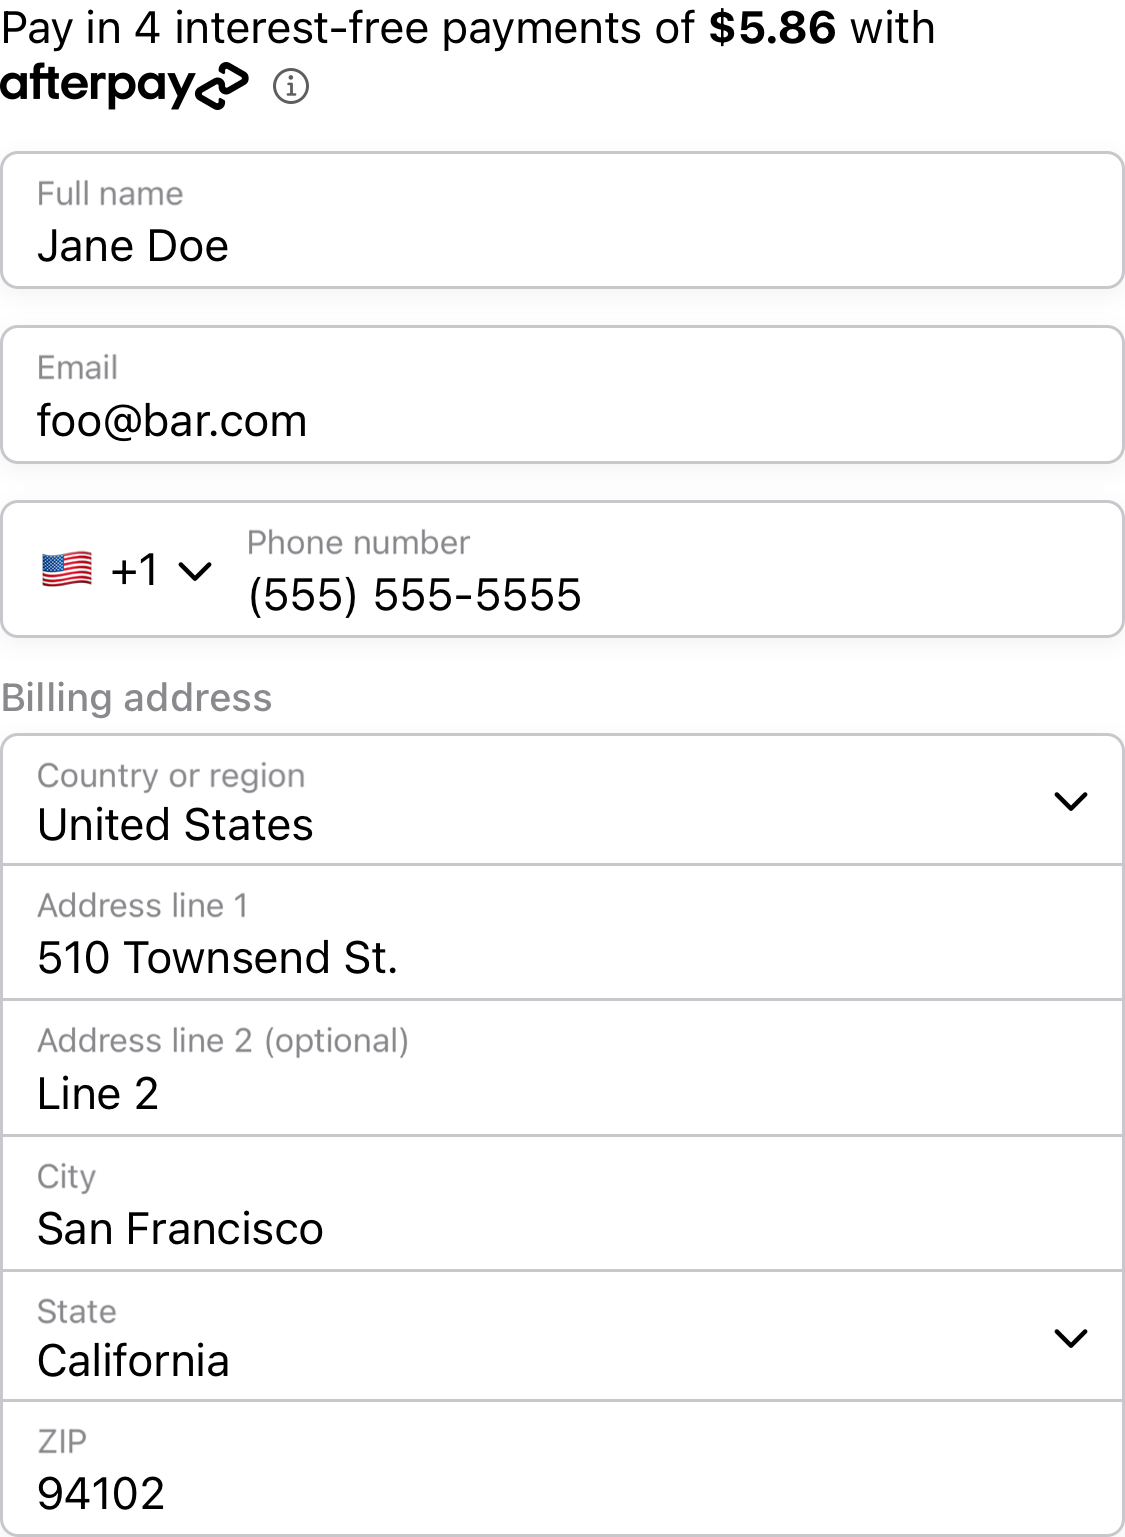 Pay in 4 interest-free payments of $5.86 with
afterpay
Full name
Jane Doe
Email
foo@bar.com
+1
Phone number
(555) 555-5555
Billing address
Country or region
United States
Address line 1
510 Townsend St.
Address line 2 (optional)
Line 2
City
San Francisco
State
California
ZIP
94102